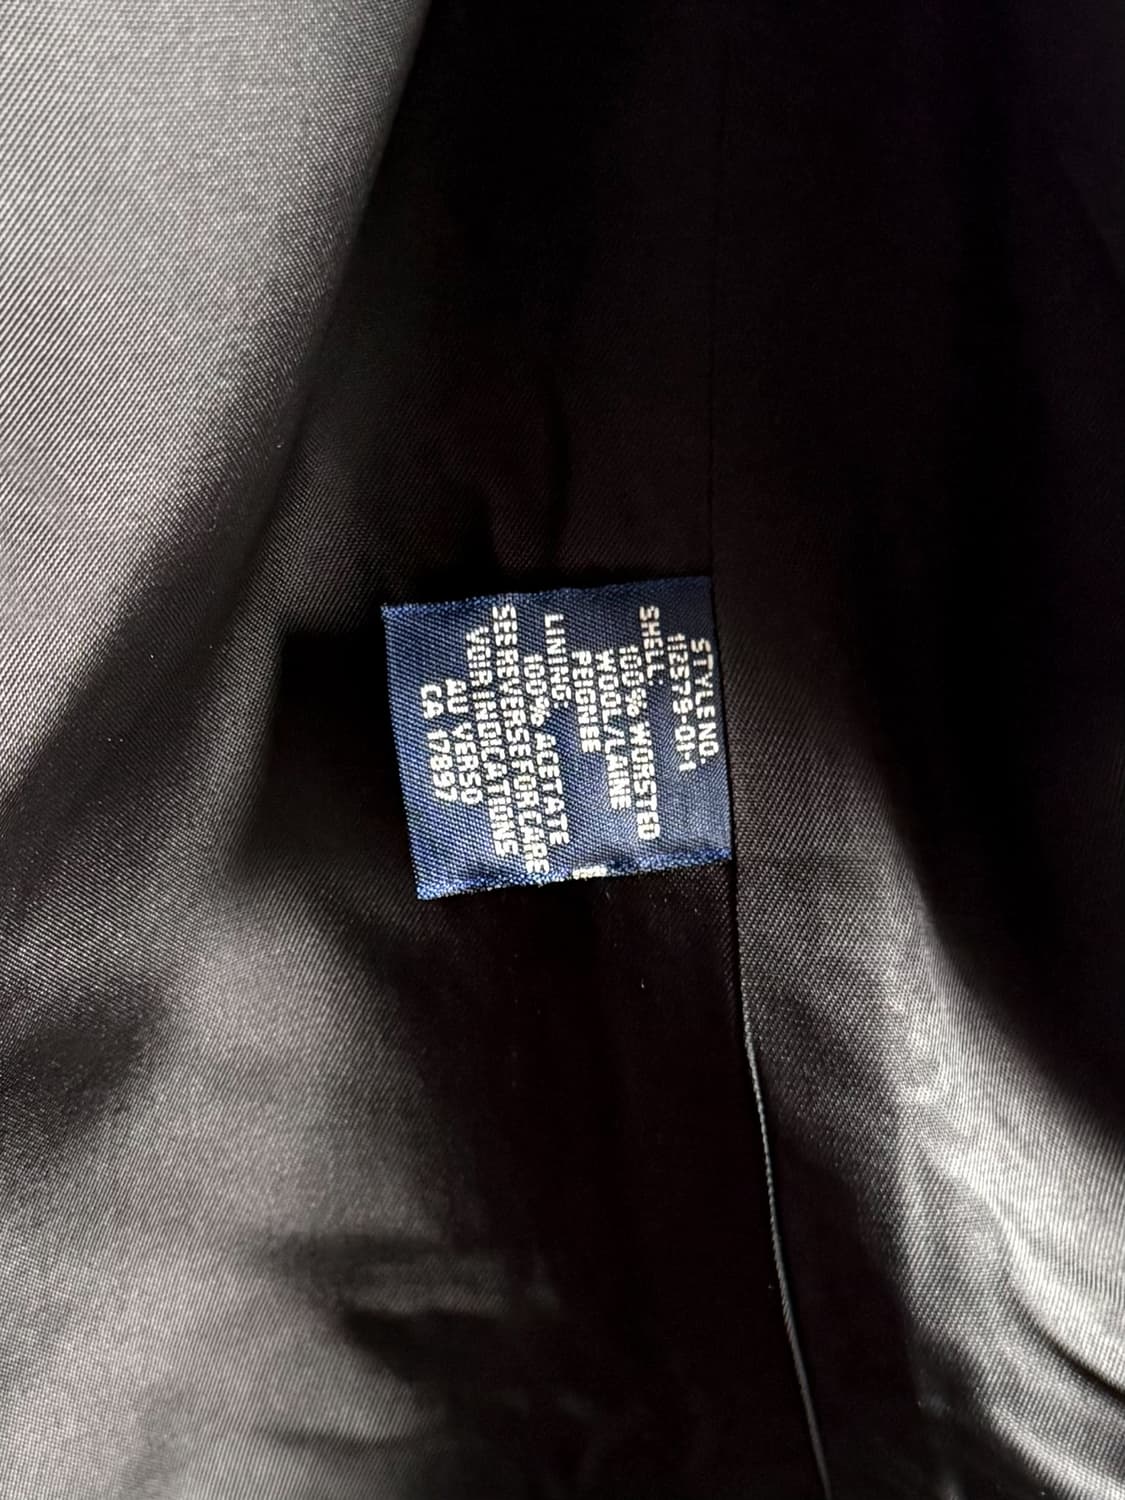 STYLE NO.
112579-01-1
SHELL:
100% WORSTED
WOOL/LAINE
PEIGNEE
LINING
100% ACETATE
SEE REVERSE FOR CARE
VOIR INDICATIONS
AU VERSO
CA 17897